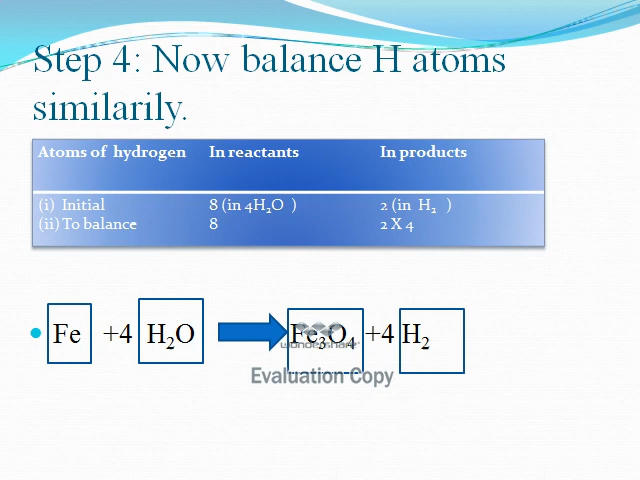 Step 4: Now balance H atoms
similarily.
Atoms of hydrogen In reactants In products
(i) Initial 8 (in 4H₂O ) 2 (in H₂ )
(ii) To balance 8 2 X 4
• Fe +4 H₂O Fe₃O₄ +4 H₂
wondershare
Evaluation Copy